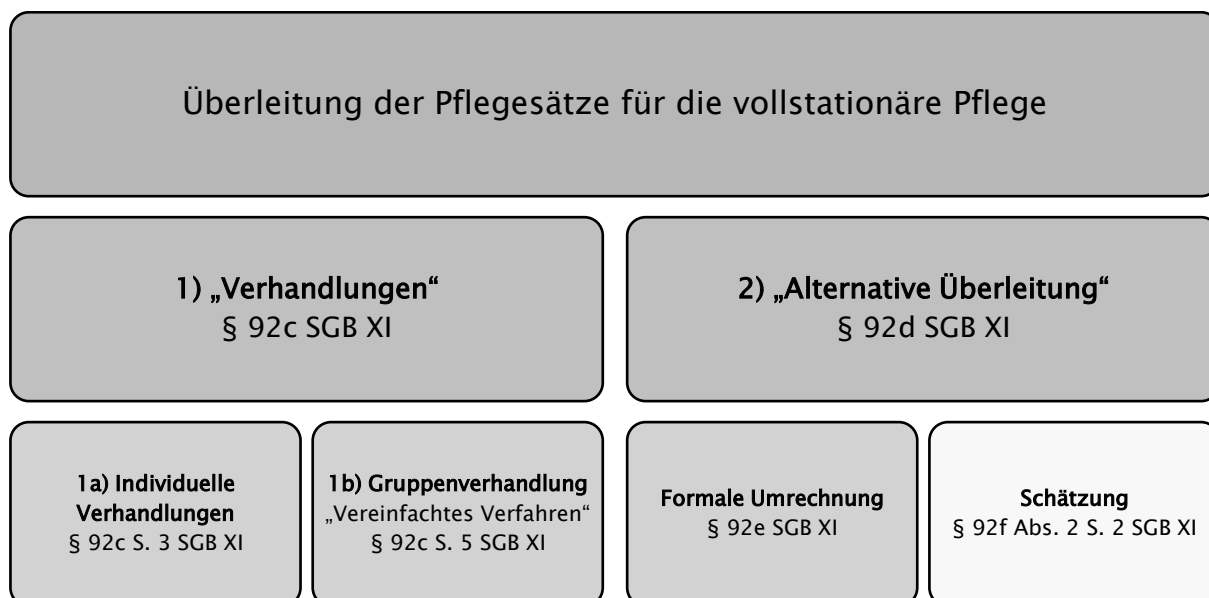 Überleitung der Pflegesätze für die vollstationäre Pflege
1) „Verhandlungen“
§ 92c SGB XI
2) „Alternative Überleitung“
§ 92d SGB XI
1a) Individuelle
Verhandlungen
§ 92c S. 3 SGB XI
1b) Gruppenverhandlung
„Vereinfachtes Verfahren“
§ 92c S. 5 SGB XI
Formale Umrechnung
§ 92e SGB XI
Schätzung
§ 92f Abs. 2 S. 2 SGB XI